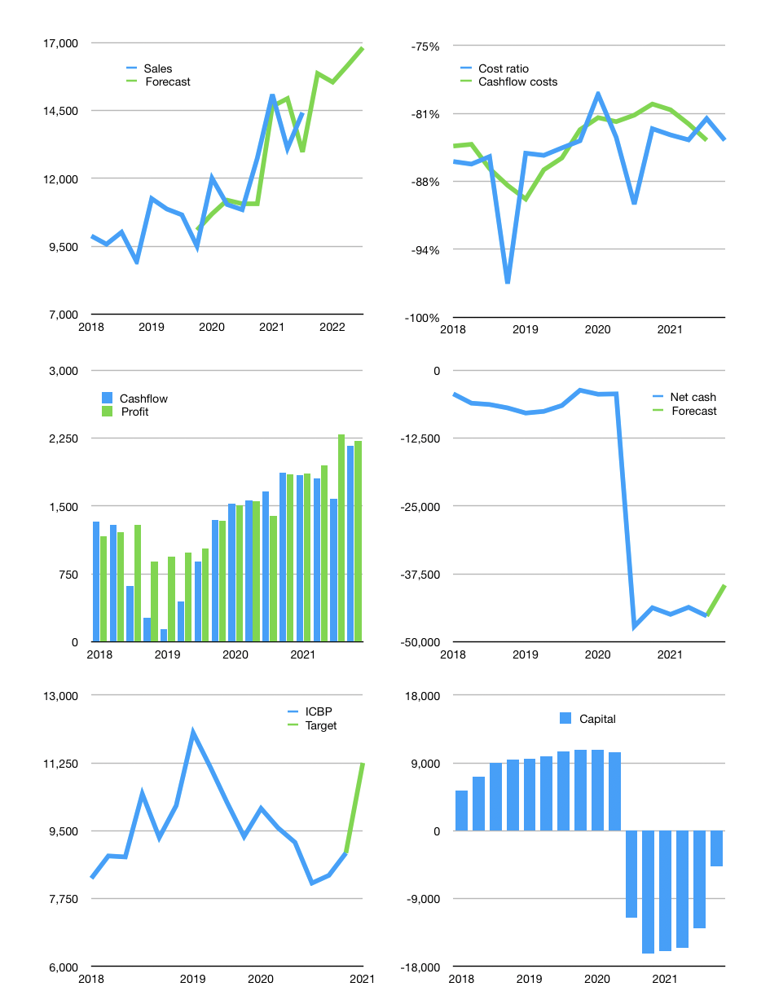 17,000
14,500
12,000
9,500
7,000
Sales
Forecast
2018 2019 2020 2021 2022
-75%
-81%
-88%
-94%
-100%
Cost ratio
Cashflow costs
2018 2019 2020 2021
3,000
2,250
1,500
750
0
Cashflow
Profit
2018 2019 2020 2021
0
-12,500
-25,000
-37,500
-50,000
Net cash
Forecast
2018 2019 2020 2021
13,000
11,250
9,500
7,750
6,000
ICBP
Target
2018 2019 2020 2021
18,000
9,000
0
-9,000
-18,000
Capital
2018 2019 2020 2021